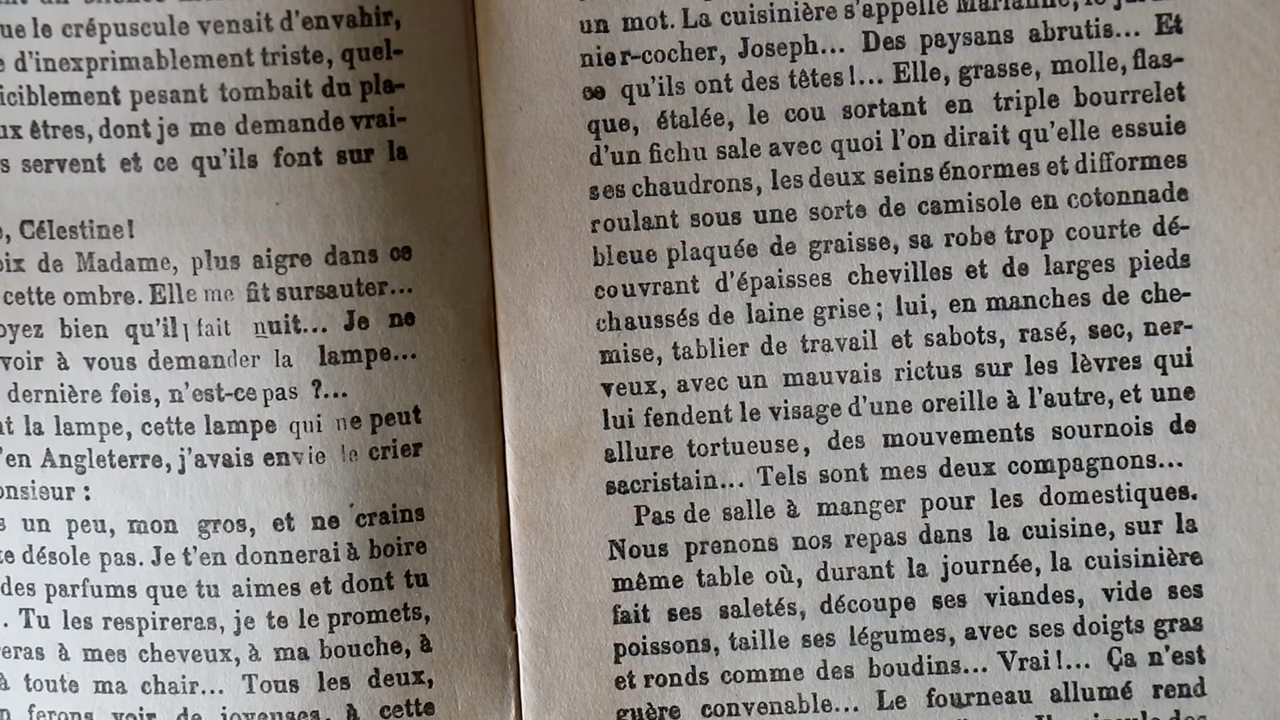 que le crépuscule venait d'envahir,
d'inexprimablement triste, quel-
iciblement pesant tombait du pla-
ux êtres, dont je me demande vrai-
s servent et ce qu'ils font sur la
, Célestine!
oix de Madame, plus aigre dans ce
cette ombre. Elle me fit sursauter...
oyez bien qu'il fait nuit... Je ne
voir à vous demander la lampe...
dernière fois, n'est-ce pas ?...
nt la lampe, cette lampe qui ne peut
'en Angleterre, j'avais envie de crier
onsieur :
s un peu, mon gros, et ne crains
te désole pas. Je t'en donnerai à boire
des parfums que tu aimes et dont tu
. Tu les respireras, je te le promets,
eras à mes cheveux, à ma bouche, à
à toute ma chair... Tous les deux,
ferons voir de joyeuses, à cette
un mot. La cuisinière s'appelle Marianne, le
nier-cocher, Joseph... Des paysans abrutis... Et
ce qu'ils ont des têtes!... Elle, grasse, molle, flas-
que, étalée, le cou sortant en triple bourrelet
d'un fichu sale avec quoi l'on dirait qu'elle essuie
ses chaudrons, les deux seins énormes et difformes
roulant sous une sorte de camisole en cotonnade
bleue plaquée de graisse, sa robe trop courte dé-
couvrant d'épaisses chevilles et de larges pieds
chaussés de laine grise ; lui, en manches de che-
mise, tablier de travail et sabots, rasé, sec, ner-
veux, avec un mauvais rictus sur les lèvres qui
lui fendent le visage d'une oreille à l'autre, et une
allure tortueuse, des mouvements sournois de
sacristain... Tels sont mes deux compagnons...
Pas de salle à manger pour les domestiques.
Nous prenons nos repas dans la cuisine, sur la
même table où, durant la journée, la cuisinière
fait ses saletés, découpe ses viandes, vide ses
poissons, taille ses légumes, avec ses doigts gras
et ronds comme des boudins... Vrai!... Ça n'est
guère convenable... Le fourneau allumé rend